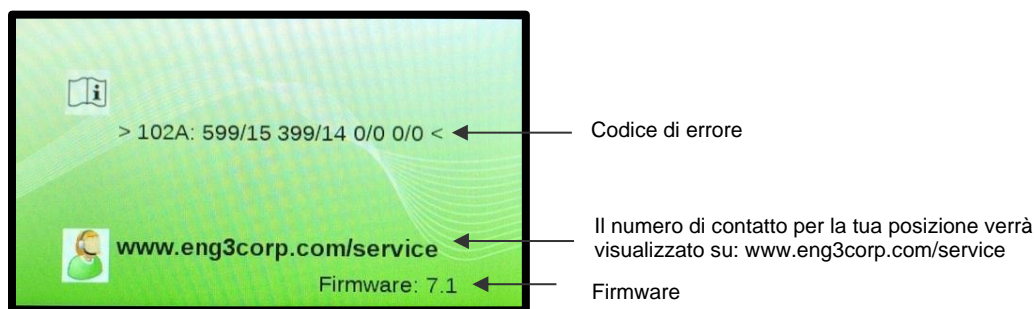 > 102A: 599/15 399/14 0/0 0/0 <
Codice di errore
www.eng3corp.com/service
Il numero di contatto per la tua posizione verrà
visualizzato su: www.eng3corp.com/service
Firmware: 7.1
Firmware